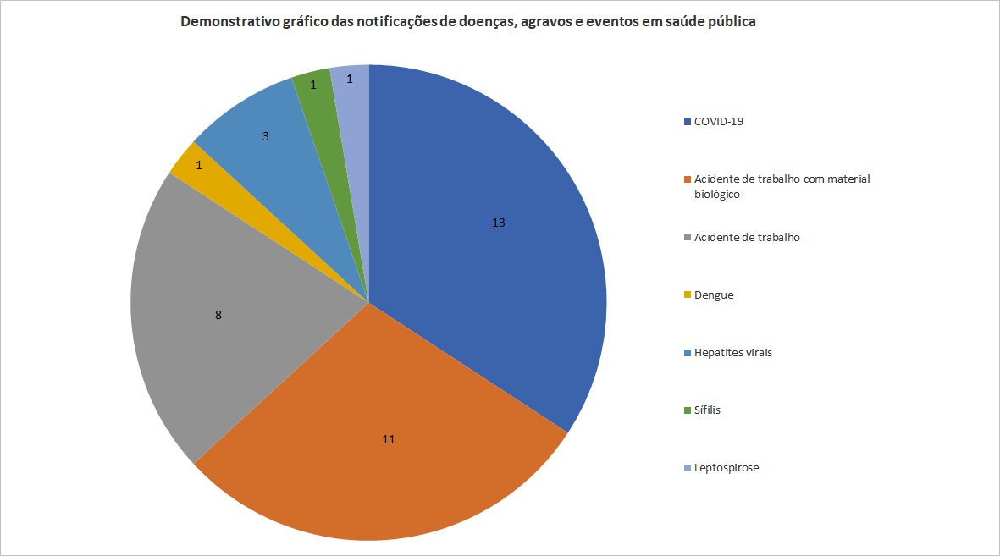 Demonstrativo gráfico das notificações de doenças, agravos e eventos em saúde pública
1
1
3
1
13
8
11
COVID-19
Acidente de trabalho com material
biológico
Acidente de trabalho
Dengue
Hepatites virais
Sífilis
Leptospirose